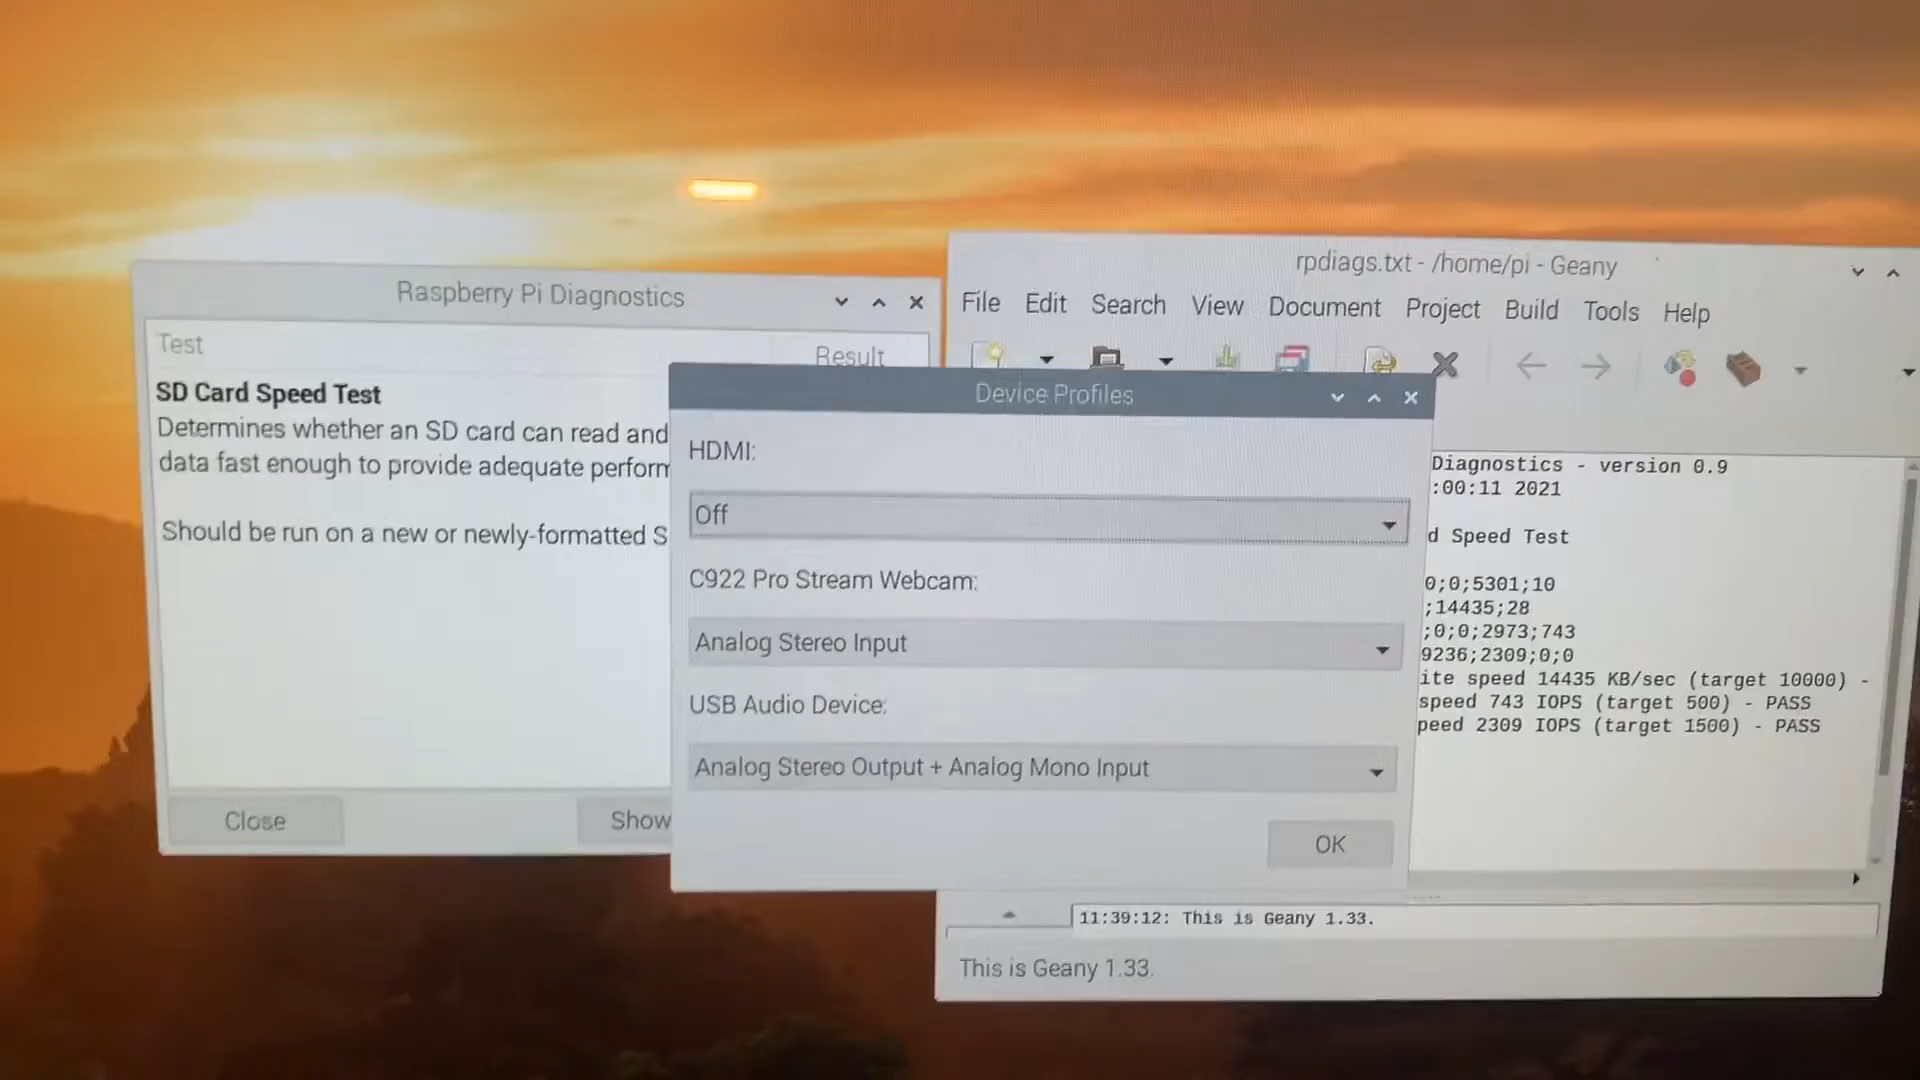 Raspberry Pi Diagnostics
Test
Result
SD Card Speed Test
Determines whether an SD card can read and
data fast enough to provide adequate perform
Should be run on a new or newly-formatted S
Close
Show
rpdiags.txt - /home/pi - Geany
File Edit Search View Document Project Build Tools Help
Device Profiles
HDMI:
Off
C922 Pro Stream Webcam:
Analog Stereo Input
USB Audio Device:
Analog Stereo Output + Analog Mono Input
OK
Diagnostics - version 0.9
:00:11 2021
d Speed Test
0;0;5301;10
;14435;28
;0;0;2973;743
9236;2309;0;0
ite speed 14435 KB/sec (target 10000) -
speed 743 IOPS (target 500) - PASS
peed 2309 IOPS (target 1500) - PASS
11:39:12: This is Geany 1.33.
This is Geany 1.33.